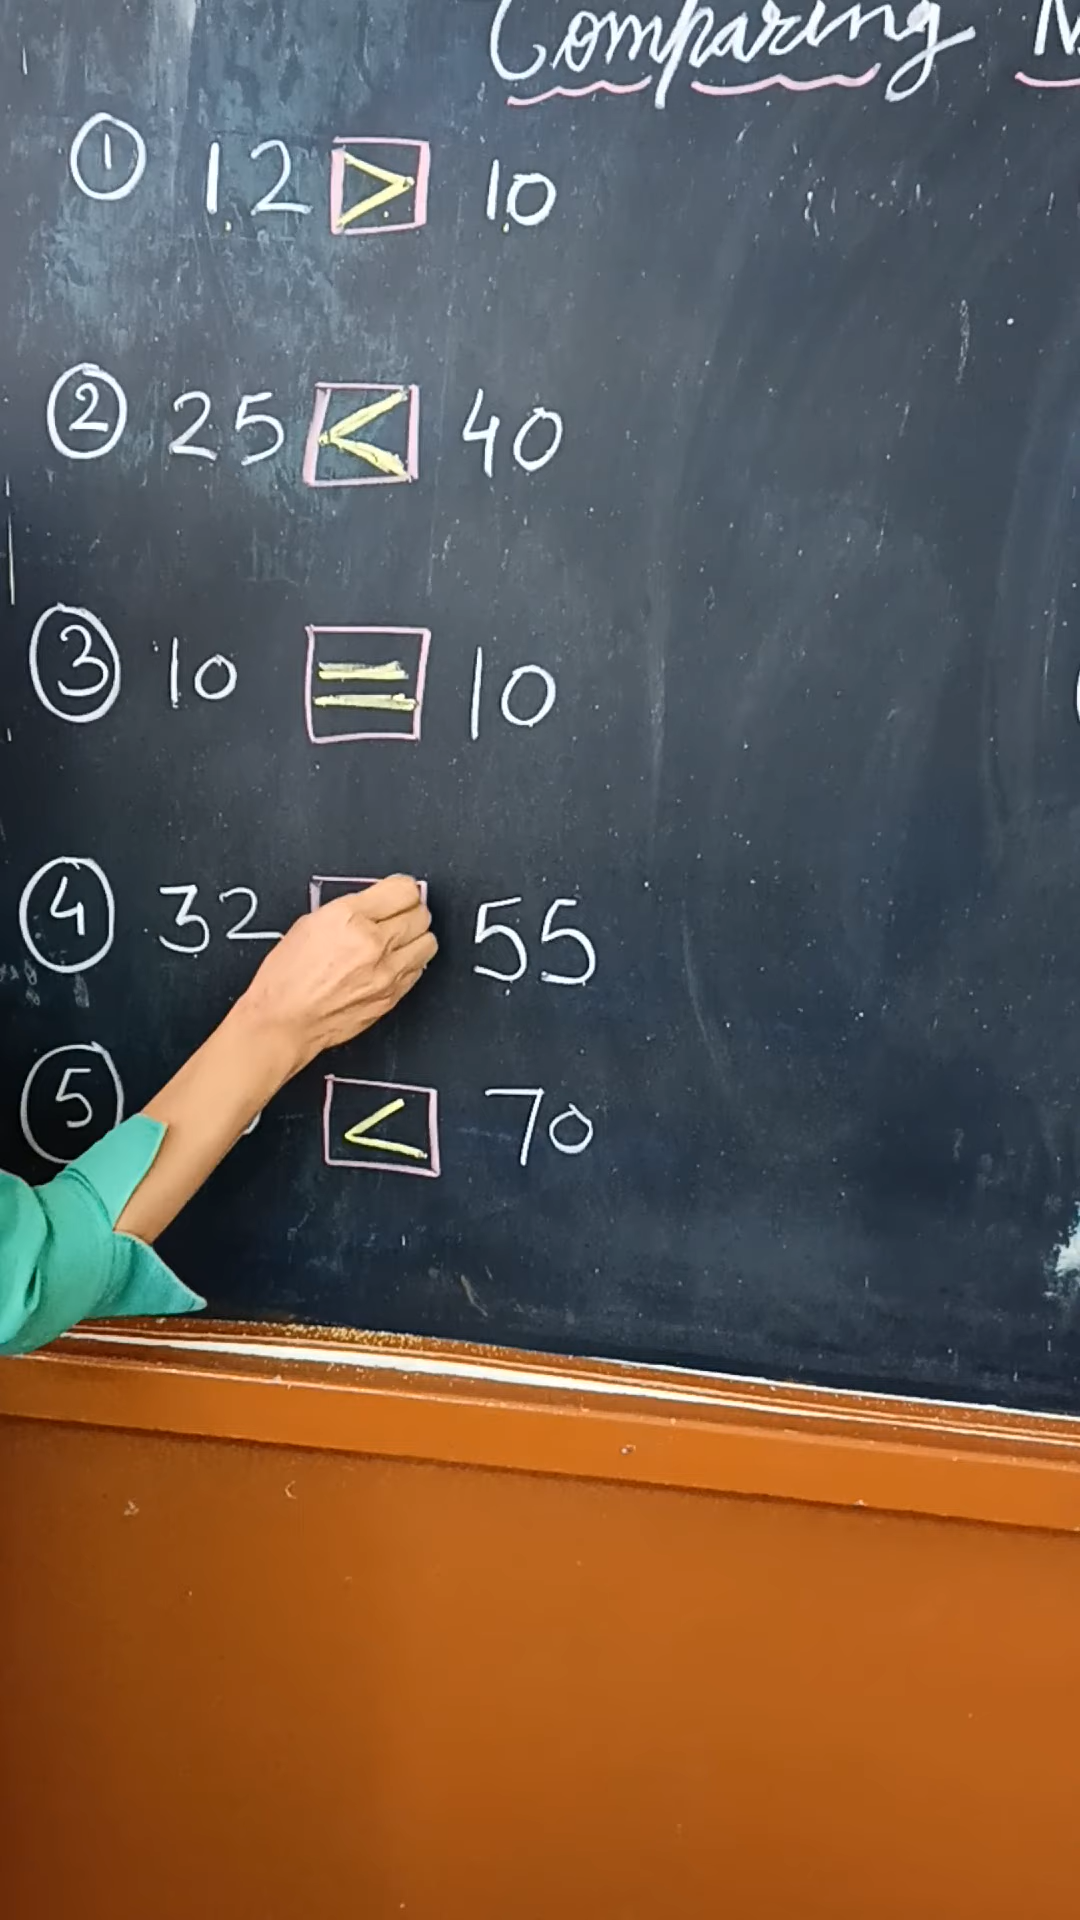 Comparing
① 12 > 10
② 25 < 40
③ 10 = 10
④ 32 55
⑤ < 70